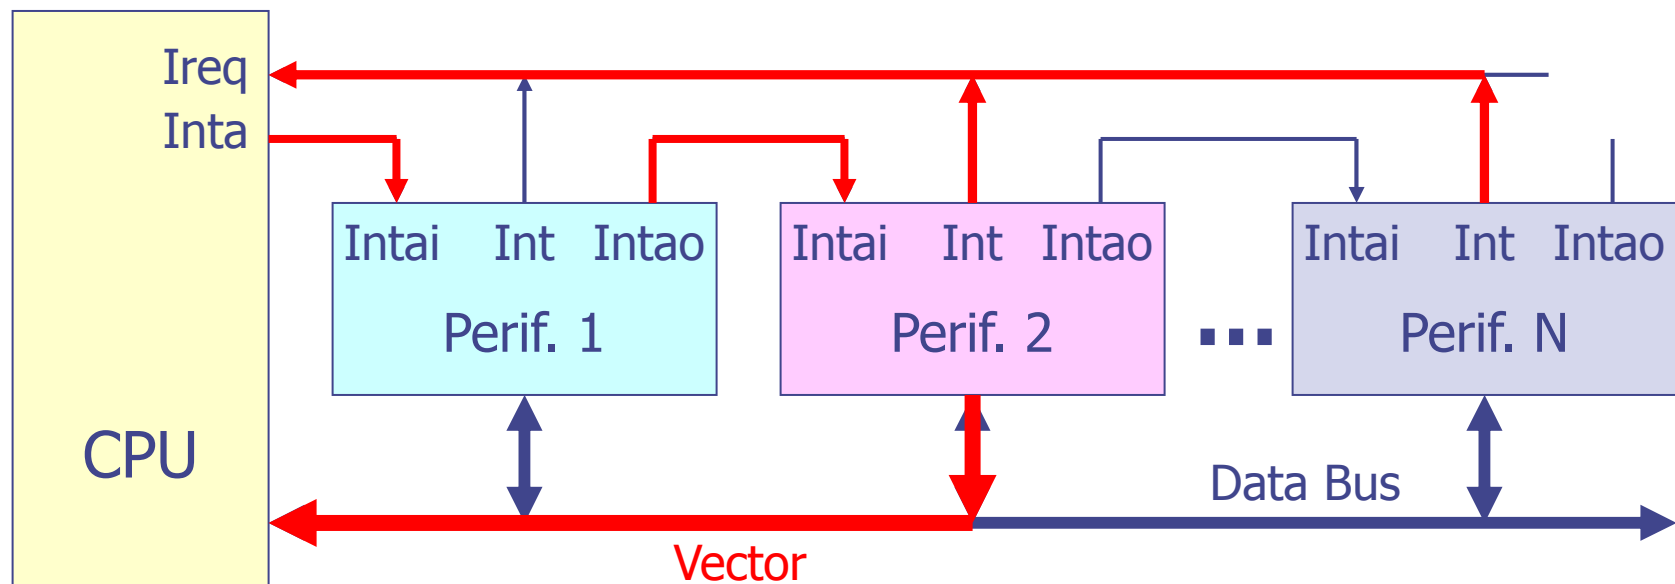 Ireq
Inta
Intai Int Intao
Intai Int Intao
Intai Int Intao
Perif. 1
Perif. 2
...
Perif. N
CPU
Data Bus
Vector